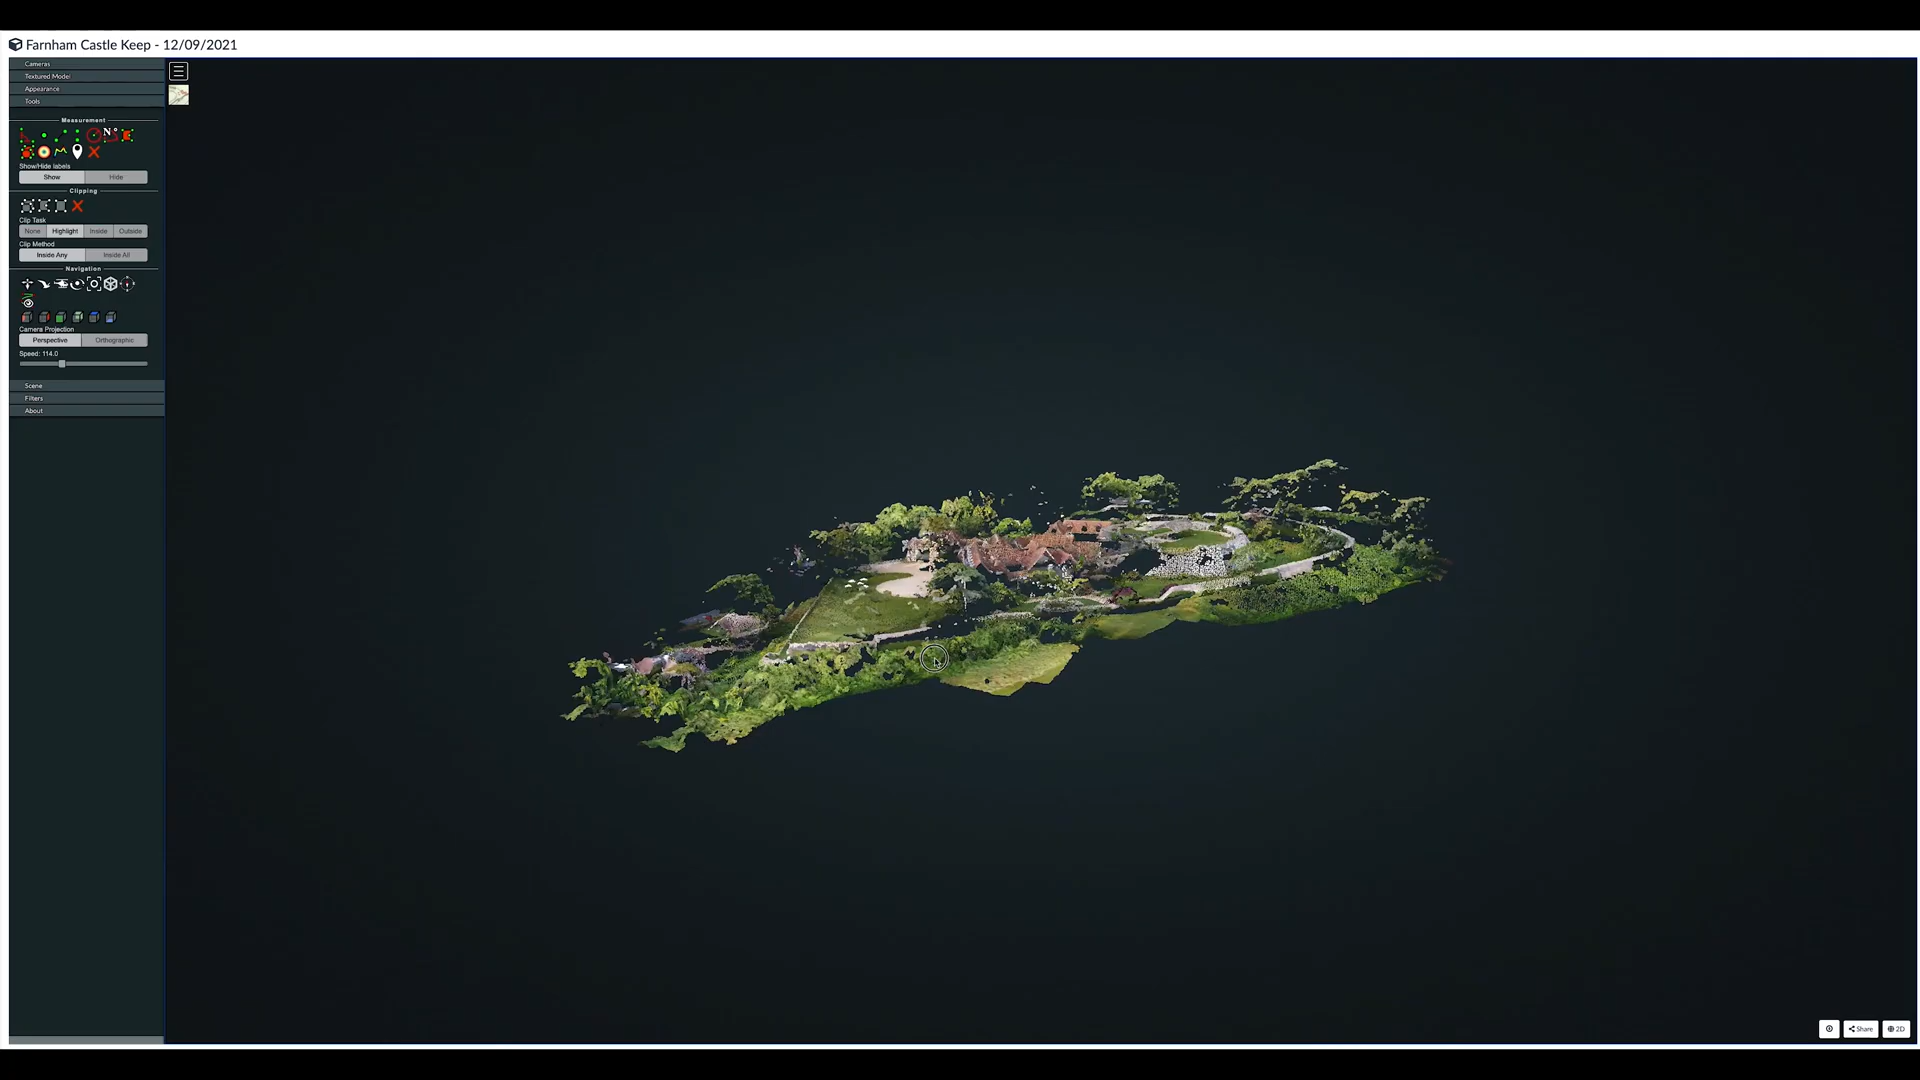 Farnham Castle Keep - 12/09/2021
Cameras
Textured Model
Appearance
Tools
Measurement
N°
Show/Hide labels
Show Hide
Clipping
Clip Task
None Highlight Inside Outside
Clip Method
Inside Any Inside All
Navigation
Camera Projection
Perspective Orthographic
Speed: 114.0
Scene
Filters
About
Share 2D